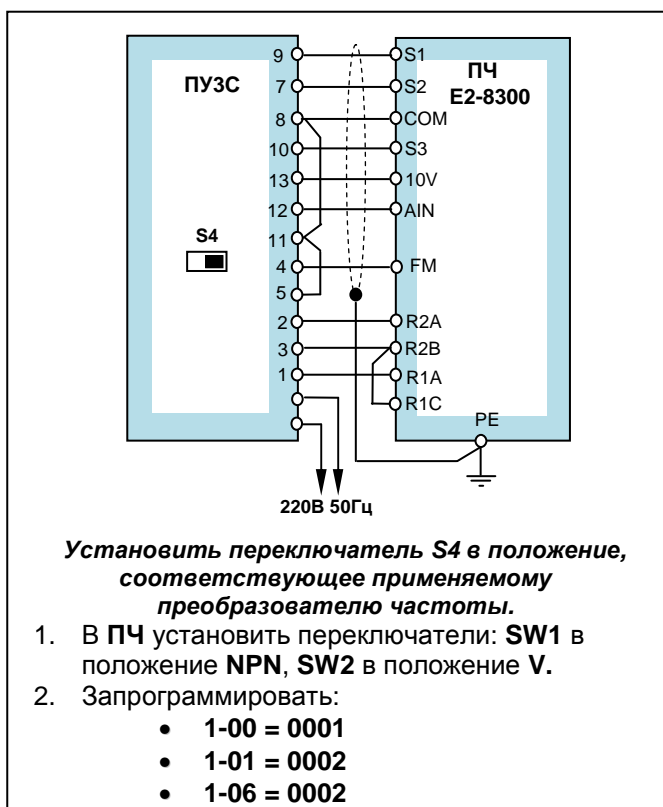 9 S1
ПУ3С ПЧ
7 S2 E2-8300
8 COM
10 S3
13 10V
12 AIN
11
S4
4 FM
5
2 R2A
3 R2B
1 R1A
R1C
PE
220В 50Гц
Установить переключатель S4 в положение,
соответствующее применяемому
преобразователю частоты.
1. В ПЧ установить переключатели: SW1 в
положение NPN, SW2 в положение V.
2. Запрограммировать:
• 1-00 = 0001
• 1-01 = 0002
• 1-06 = 0002